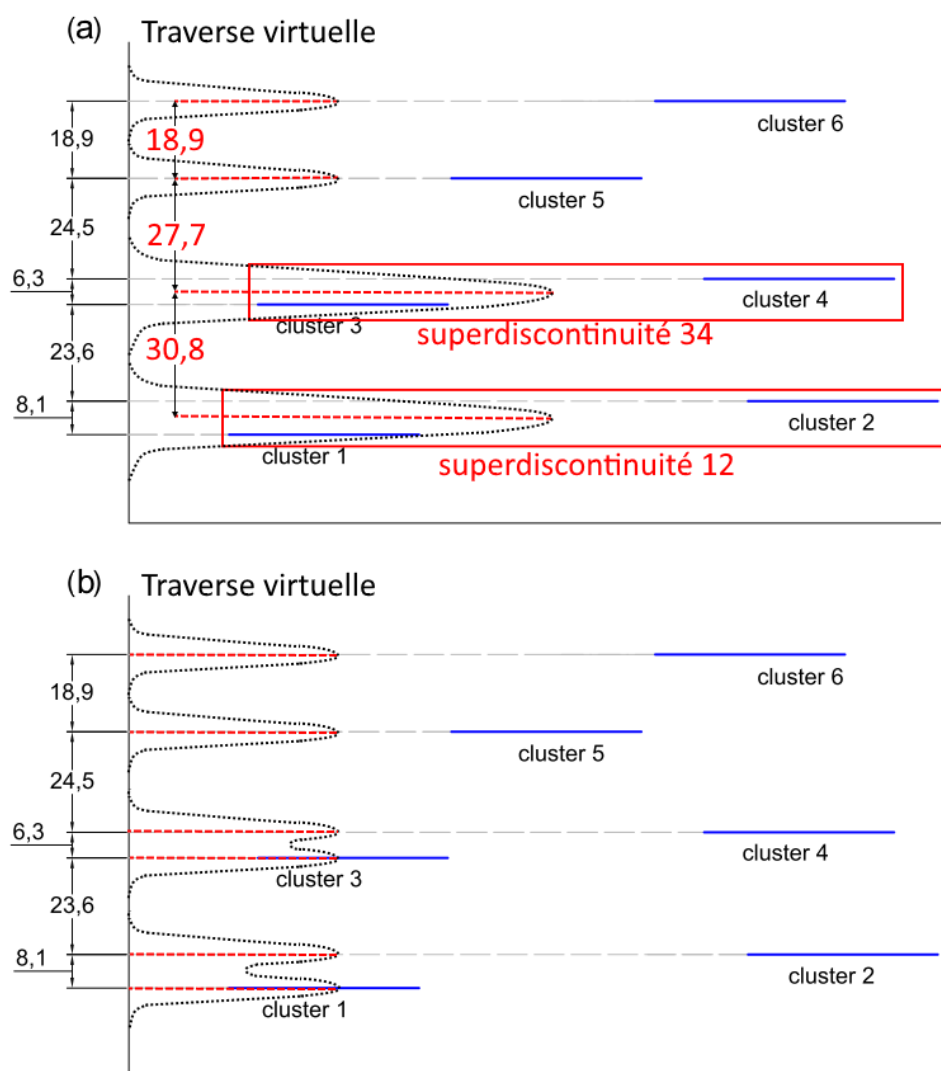 (a) Traverse virtuelle
18,9
18,9
cluster 6
cluster 5
24,5
27,7
6,3
cluster 4
cluster 3
superdiscontinuité 34
23,6
30,8
8,1
cluster 2
cluster 1
superdiscontinuité 12
(b) Traverse virtuelle
18,9
cluster 6
cluster 5
24,5
6,3
cluster 4
cluster 3
23,6
8,1
cluster 2
cluster 1